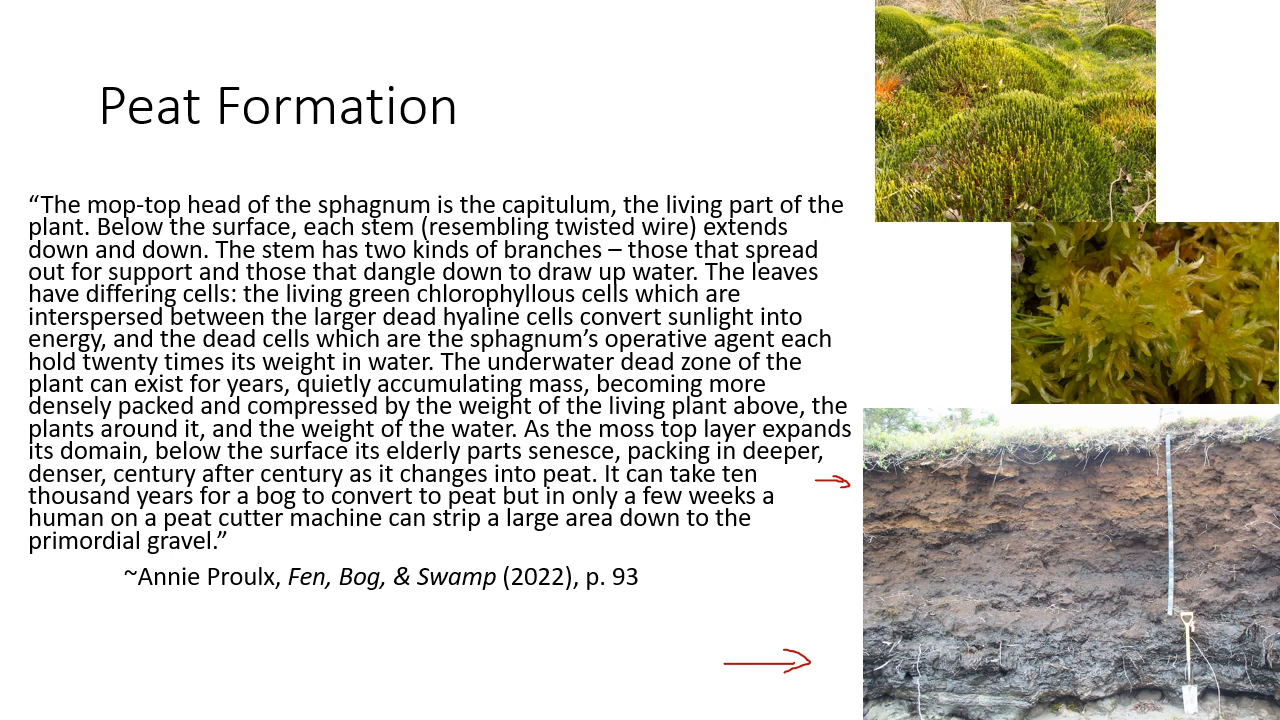 Peat Formation
“The mop-top head of the sphagnum is the capitulum, the living part of the
plant. Below the surface, each stem (resembling twisted wire) extends
down and down. The stem has two kinds of branches – those that spread
out for support and those that dangle down to draw up water. The leaves
have differing cells: the living green chlorophyllous cells which are
interspersed between the larger dead hyaline cells convert sunlight into
energy, and the dead cells which are the sphagnum’s operative agent each
hold twenty times its weight in water. The underwater dead zone of the
plant can exist for years, quietly accumulating mass, becoming more
densely packed and compressed by the weight of the living plant above, the
plants around it, and the weight of the water. As the moss top layer expands
its domain, below the surface its elderly parts senesce, packing in deeper,
denser, century after century as it changes into peat. It can take ten
thousand years for a bog to convert to peat but in only a few weeks a
human on a peat cutter machine can strip a large area down to the
primordial gravel.”
~Annie Proulx, Fen, Bog, & Swamp (2022), p. 93